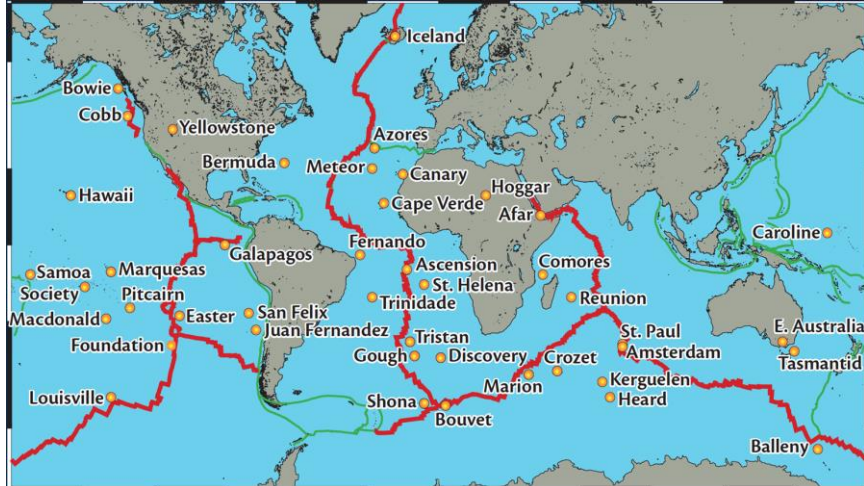 Iceland
Bowie
Cobb
Yellowstone
Azores
Bermuda
Meteor
Canary
Hawaii
Hoggar
Cape Verde
Afar
Caroline
Fernando
Galapagos
Samoa
Marquesas
Ascension
Comores
Society
St. Helena
Pitcairn
Trinidade
Reunion
Macdonald
Easter
San Felix
Juan Fernandez
St. Paul
E. Australia
Foundation
Tristan
Amsterdam
Gough
Discovery
Crozet
Tasmantid
Marion
Kerguelen
Louisville
Shona
Heard
Bouvet
Balleny